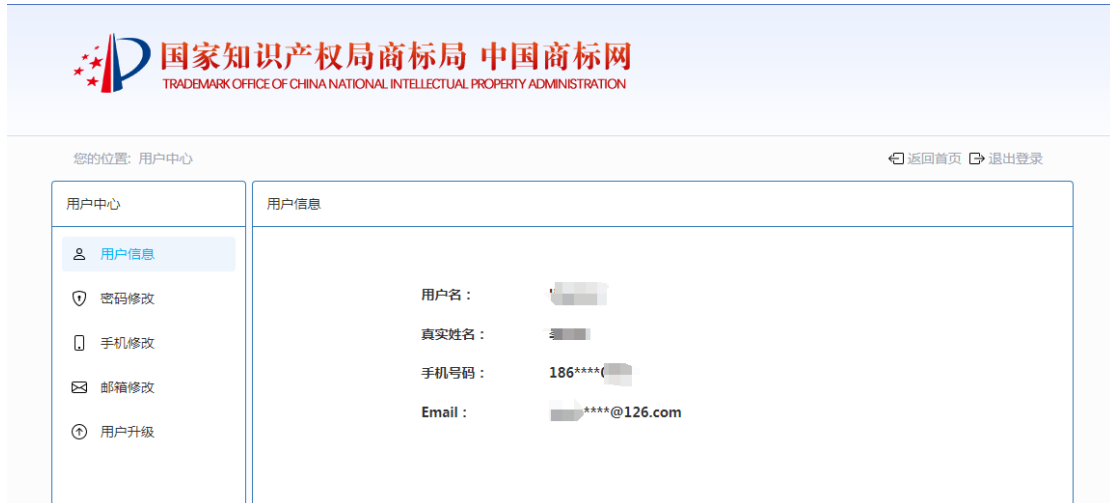 国家知识产权局商标局 中国商标网
TRADEMARK OFFICE OF CHINA NATIONAL INTELLECTUAL PROPERTY ADMINISTRATION
您的位置: 用户中心
返回首页 退出登录
用户中心
用户信息
用户信息
密码修改
手机修改
邮箱修改
用户升级
用户名：
真实姓名：
手机号码： 186****
Email： ****@126.com